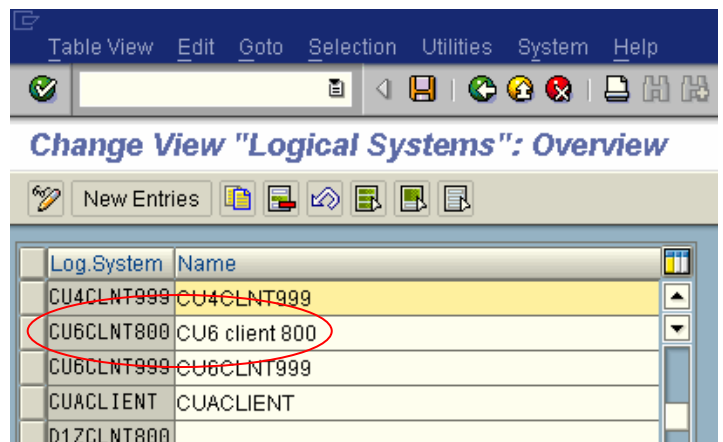 Table View Edit Goto Selection Utilities System Help
Change View "Logical Systems": Overview
New Entries
Log.System Name
CU4CLNT999 CU4CLNT999
CU6CLNT800 CU6 client 800
CU6CLNT999 CU6CLNT999
CUACLIENT CUACLIENT
D1ZCLNT800